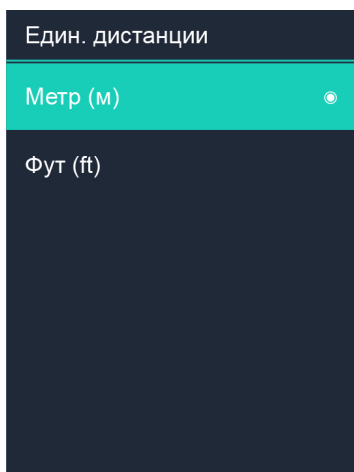 Един. дистанции
Метр (м)
Фут (ft)